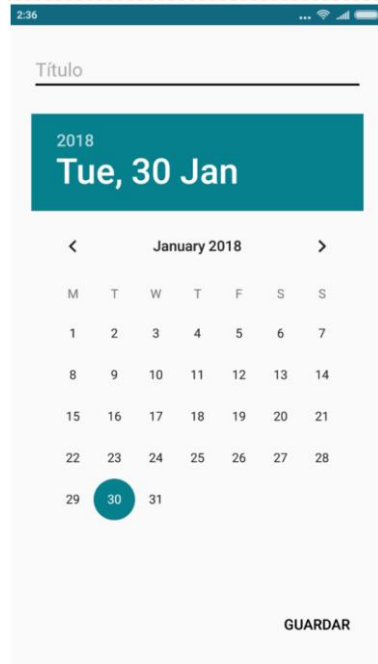 2:36
Título
2018
Tue, 30 Jan
January 2018
M T W T F S S
1 2 3 4 5 6 7
8 9 10 11 12 13 14
15 16 17 18 19 20 21
22 23 24 25 26 27 28
29 30 31
GUARDAR